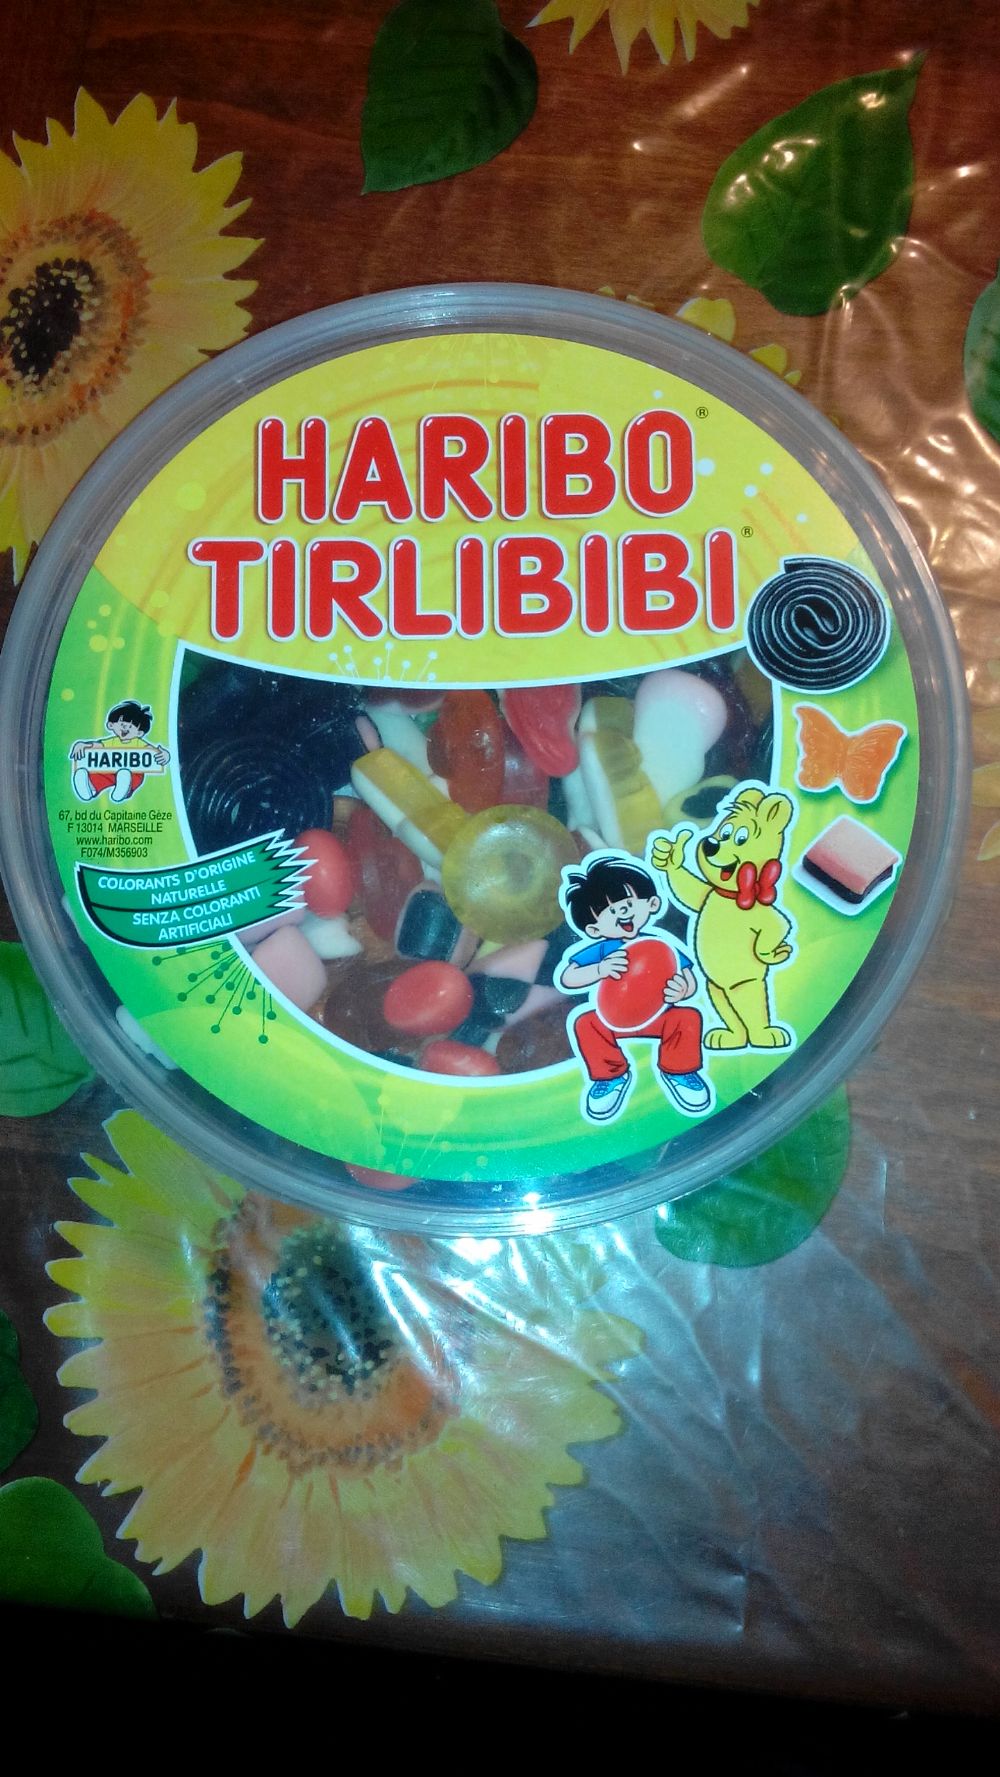 HARIBO®
TIRLIBIBI®
HARIBO
67, bd du Capitaine Gèze
F 13014 MARSEILLE
www.haribo.com
F074/M356903
COLORANTS D'ORIGINE
NATURELLE
SENZA COLORANTI
ARTIFICIALI